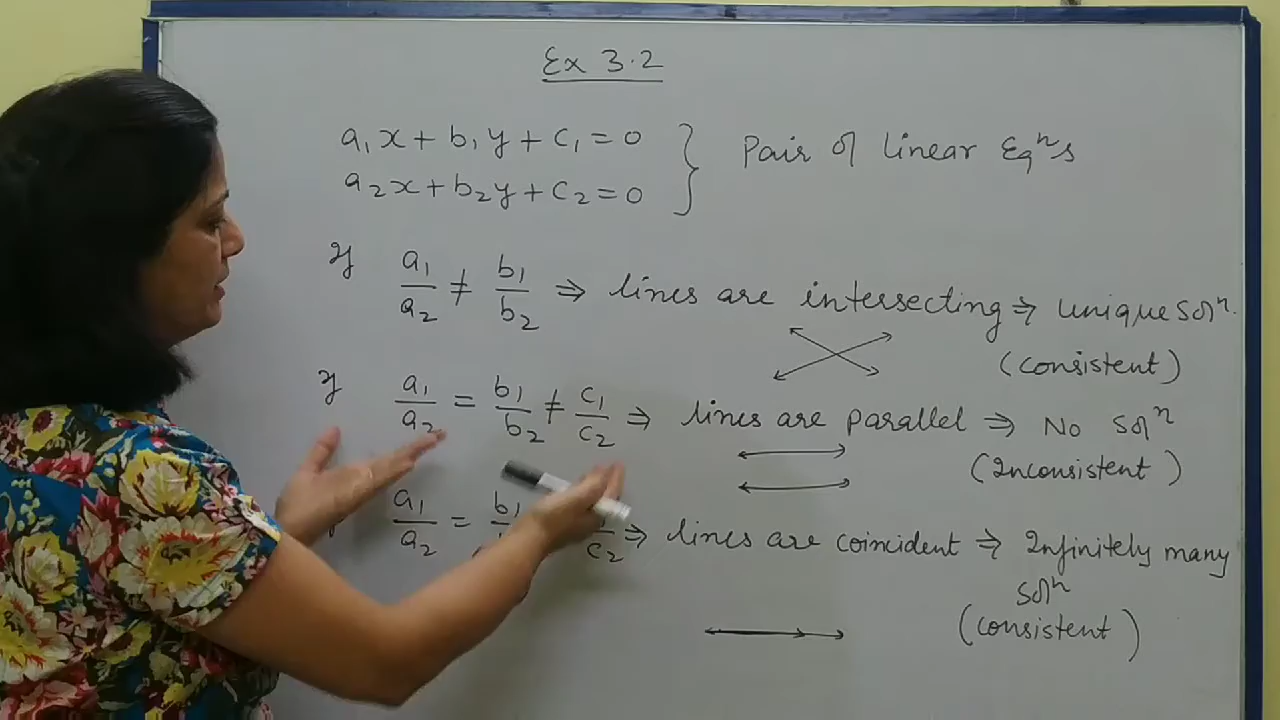 Ex 3.2
a₁x + b₁y + c₁ = 0
a₂x + b₂y + c₂ = 0 } Pair of linear Eqⁿs
If a₁/a₂ ≠ b₁/b₂ ⇒ lines are intersecting ⇒ Unique Solⁿ.
(consistent)
If a₁/a₂ = b₁/b₂ ≠ c₁/c₂ ⇒ lines are parallel ⇒ No Solⁿ
(Inconsistent)
a₁/a₂ = b₁ c₂ ⇒ lines are coincident ⇒ Infinitely many
Solⁿ
(consistent)